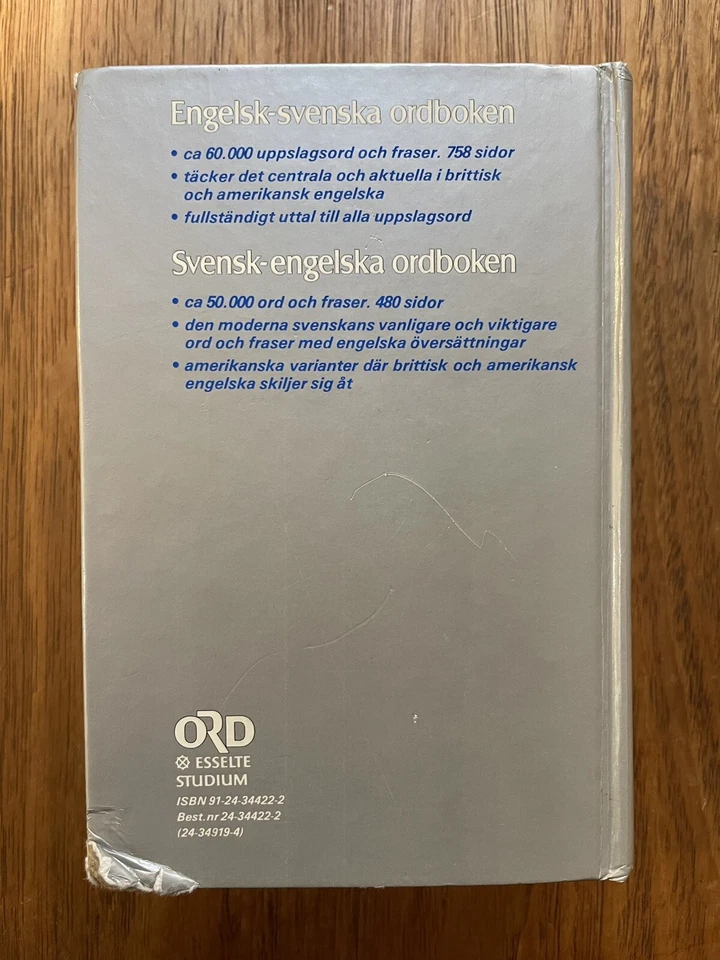 Engelsk-svenska ordboken
• ca 60.000 uppslagsord och fraser. 758 sidor
• täcker det centrala och aktuella i brittisk
och amerikansk engelska
• fullständigt uttal till alla uppslagsord
Svensk-engelska ordboken
• ca 50.000 ord och fraser. 480 sidor
• den moderna svenskans vanligare och viktigare
ord och fraser med engelska översättningar
• amerikanska varianter där brittisk och amerikansk
engelska skiljer sig åt
ORD
ESSELTE
STUDIUM
ISBN 91-24-34422-2
Best.nr 24-34422-2
(24-34919-4)